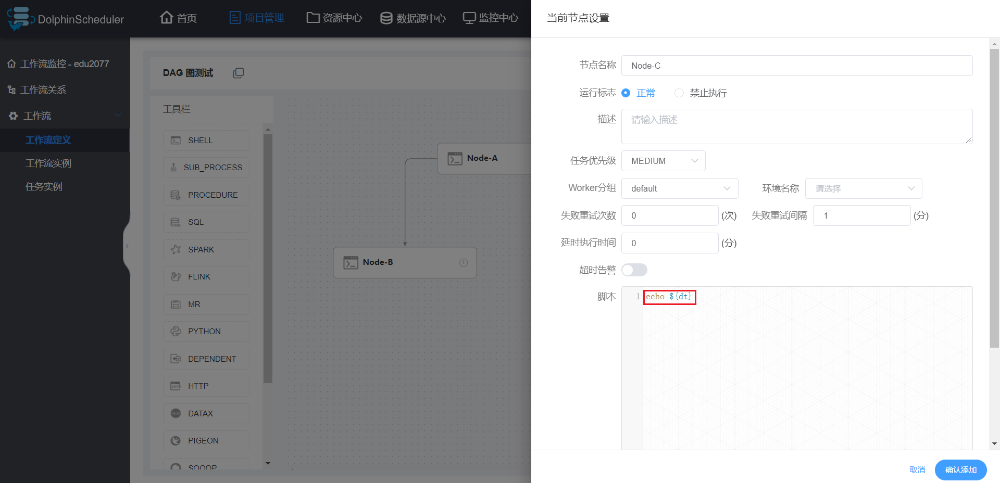 DolphinScheduler
首页
项目管理
资源中心
数据源中心
监控中心
工作流监控 - edu2077
工作流关系
工作流
工作流定义
工作流实例
任务实例
DAG 图测试
工具栏
SHELL
SUB_PROCESS
PROCEDURE
SQL
SPARK
FLINK
MR
PYTHON
DEPENDENT
HTTP
DATAX
PIGEON
SQOOP
Node-A
Node-B
当前节点设置
节点名称 Node-C
运行标志 正常 禁止执行
描述 请输入描述
任务优先级 MEDIUM
Worker分组 default 环境名称 请选择
失败重试次数 0 (次) 失败重试间隔 1 (分)
延时执行时间 0 (分)
超时告警
脚本 1 echo ${dt}
取消 确认添加